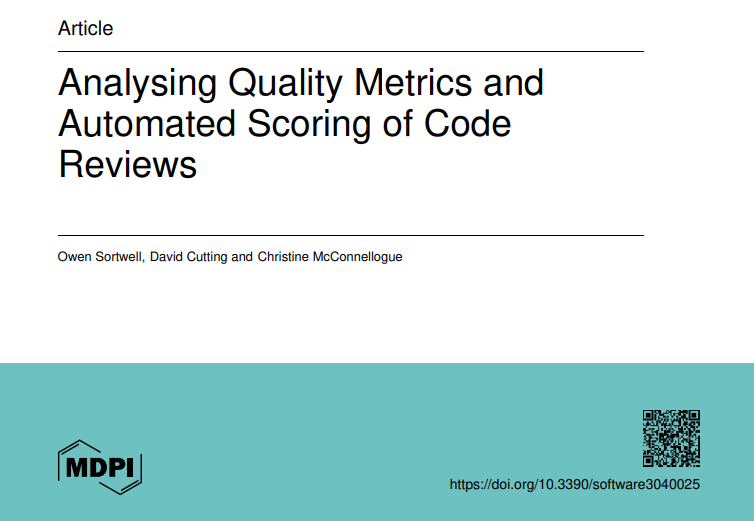 Article
Analysing Quality Metrics and
Automated Scoring of Code
Reviews
Owen Sortwell, David Cutting and Christine McConnellogue
MDPI
https://doi.org/10.3390/software3040025